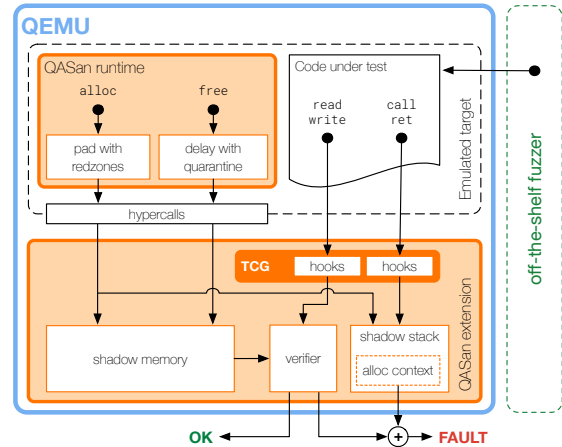 QEMU
QASan runtime
alloc
free
pad with
redzones
delay with
quarantine
Code under test
read
write
call
ret
Emulated target
off-the-shelf fuzzer
hypercalls
TCG
hooks
hooks
QASan extension
shadow memory
verifier
shadow stack
alloc context
OK
+
FAULT